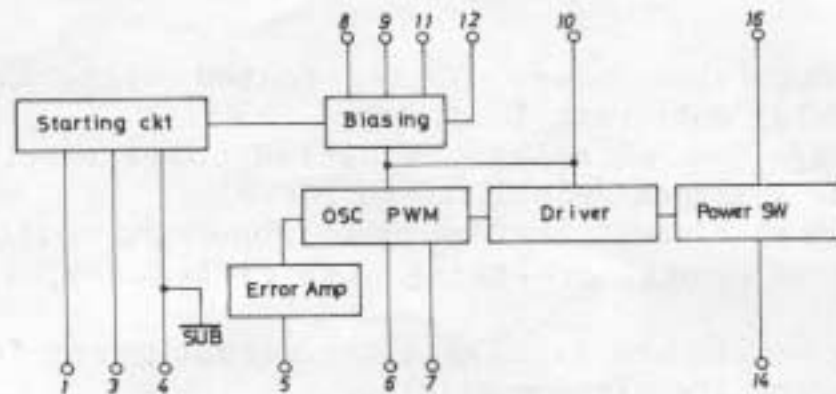 8 9 11 12 10 16
Starting ckt Biasing
OSC PWM Driver Power SW
Error Amp
SUB
1 3 4 5 6 7 14